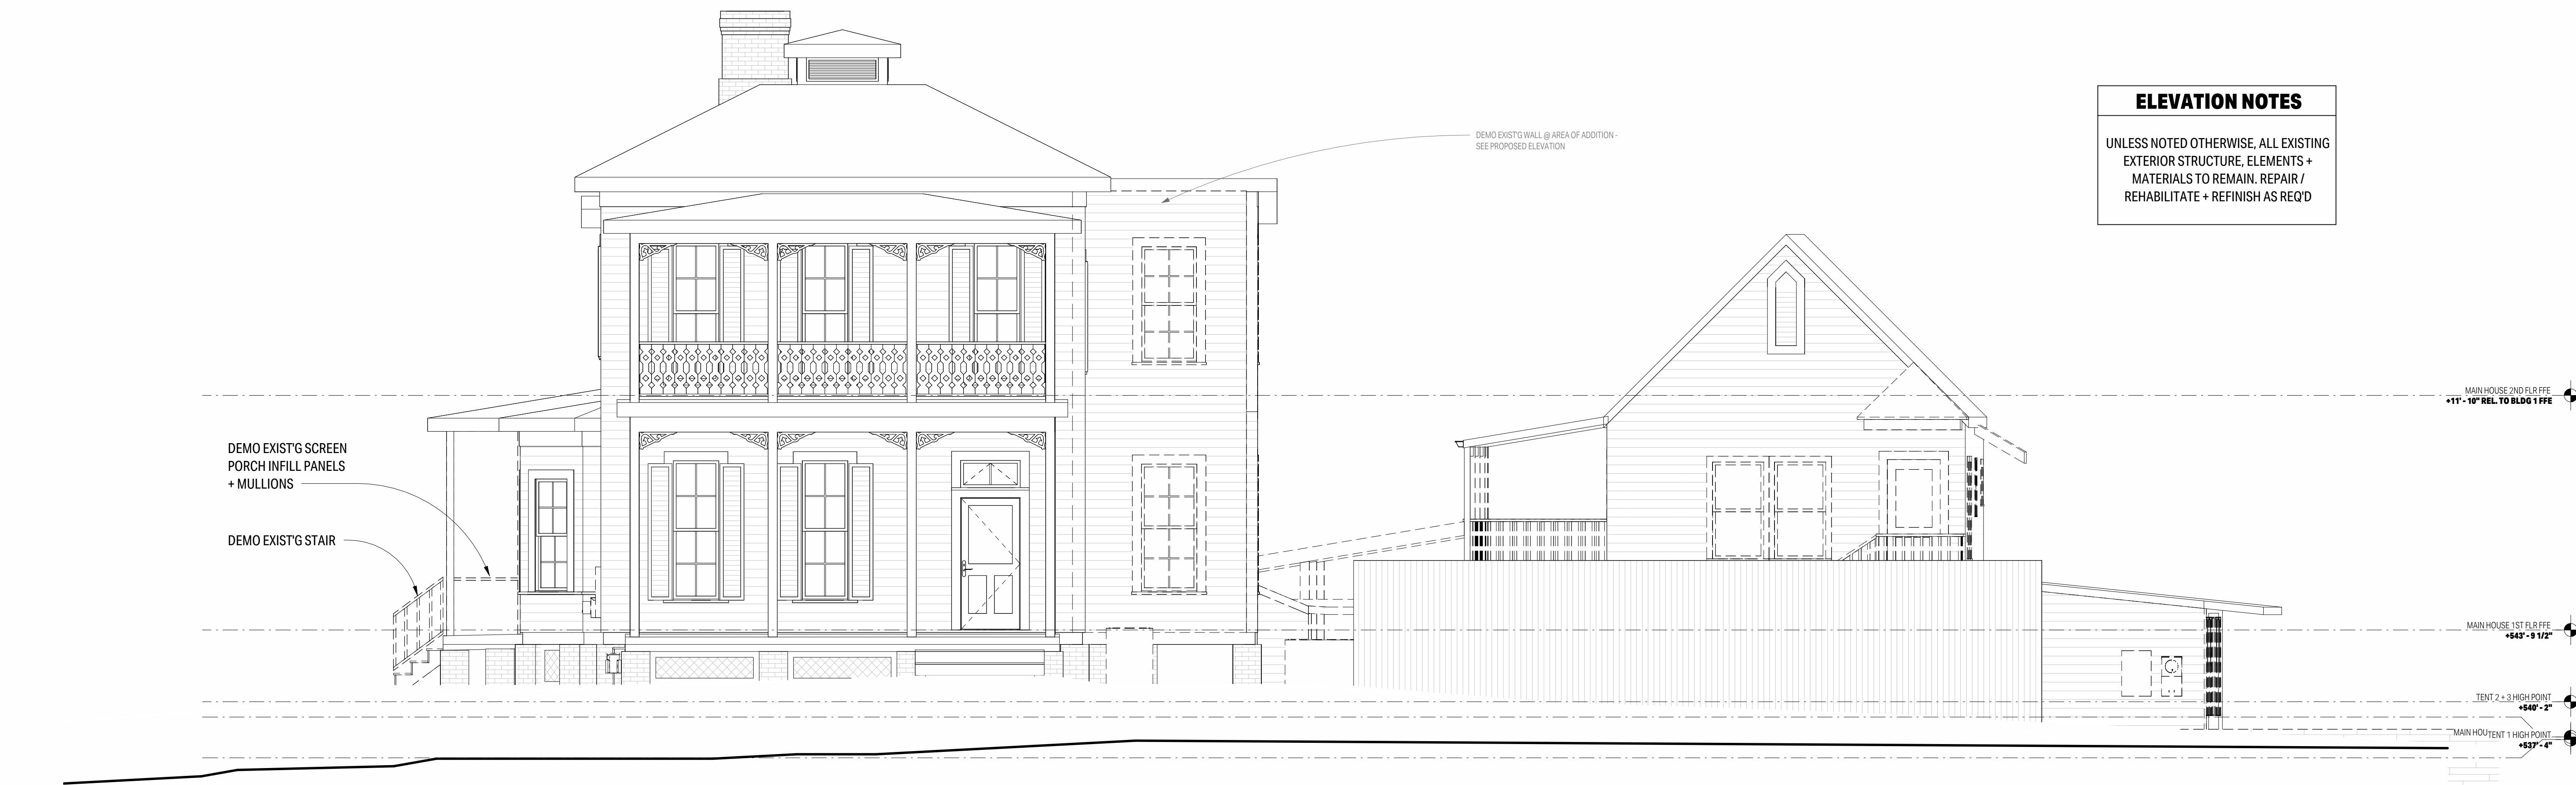 ELEVATION NOTES
UNLESS NOTED OTHERWISE, ALL EXISTING
EXTERIOR STRUCTURE, ELEMENTS +
MATERIALS TO REMAIN. REPAIR /
REHABILITATE + REFINISH AS REQ'D
DEMO EXIST'G WALL @ AREA OF ADDITION -
SEE PROPOSED ELEVATION
DEMO EXIST'G SCREEN
PORCH INFILL PANELS
+ MULLIONS
DEMO EXIST'G STAIR
MAIN HOUSE 2ND FLR FFE
+11' - 10" REL. TO BLDG 1 FFE
MAIN HOUSE 1ST FLR FFE
+543' - 9 1/2"
TENT 2 + 3 HIGH POINT
+540' - 2"
MAIN HOU
TENT 1 HIGH POINT
+537' - 4"